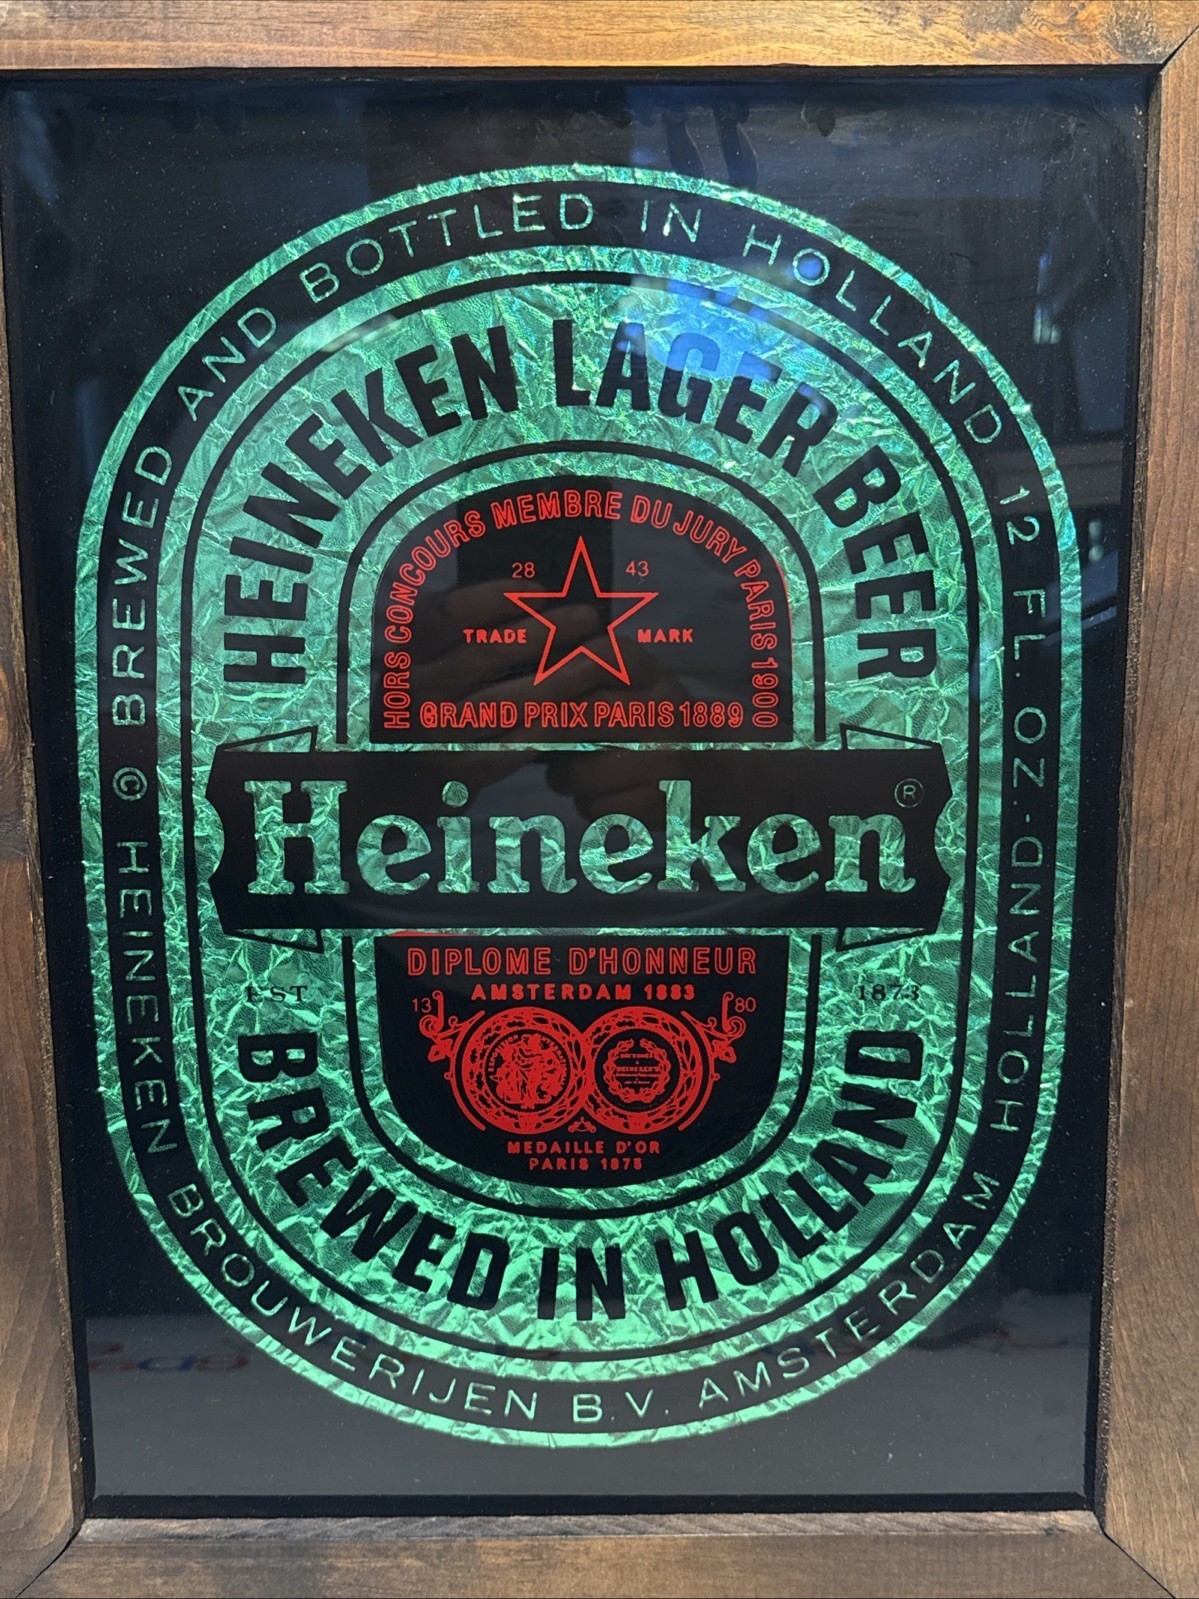 BREWED AND BOTTLED IN HOLLAND 12 FL. OZ. - D HOLLAND
© HEINEKEN BROUWERIJEN B.V. AMSTERDAM HOLLAND
HEINEKEN LAGER BEER
HORS CONCOURS MEMBRE DU JURY PARIS 1900
28 43
TRADE MARK
GRAND PRIX PARIS 1889
Heineken ®
DIPLOME D'HONNEUR
AMSTERDAM 1883
EST 1873
13 80
MEDAILLE D'OR
PARIS 1875
BREWED IN HOLLAND